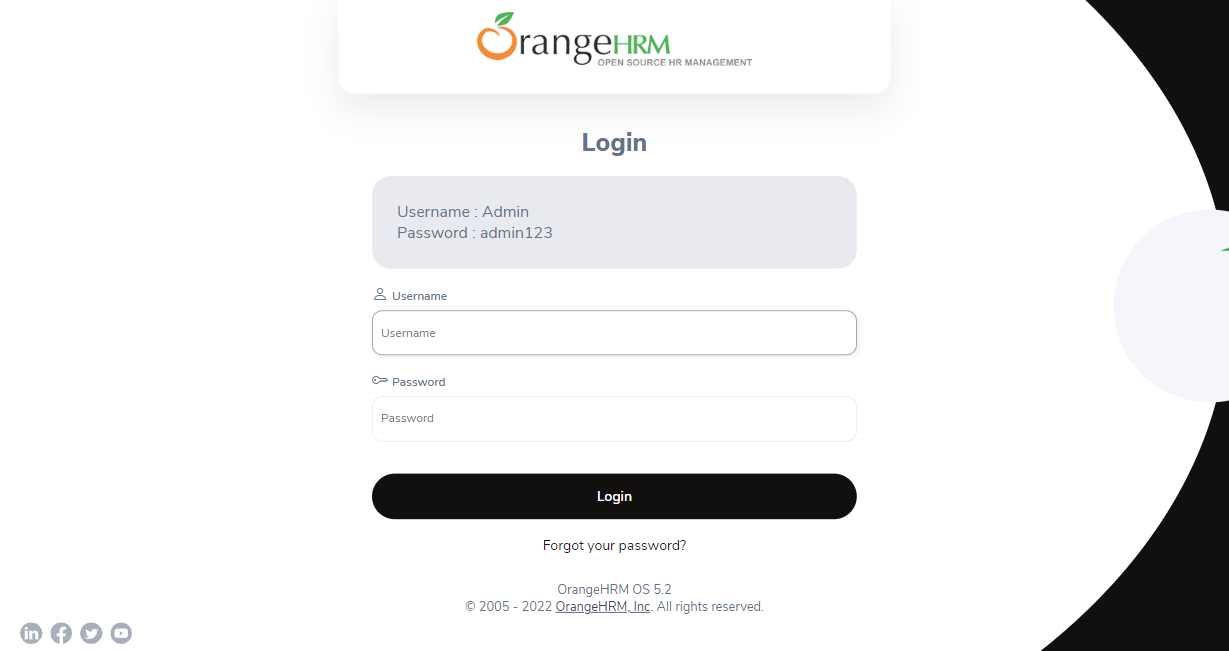 OrangeHRM
OPEN SOURCE HR MANAGEMENT
Login
Username : Admin
Password : admin123
Username
Username
Password
Password
Login
Forgot your password?
OrangeHRM OS 5.2
© 2005 - 2022 OrangeHRM, Inc. All rights reserved.